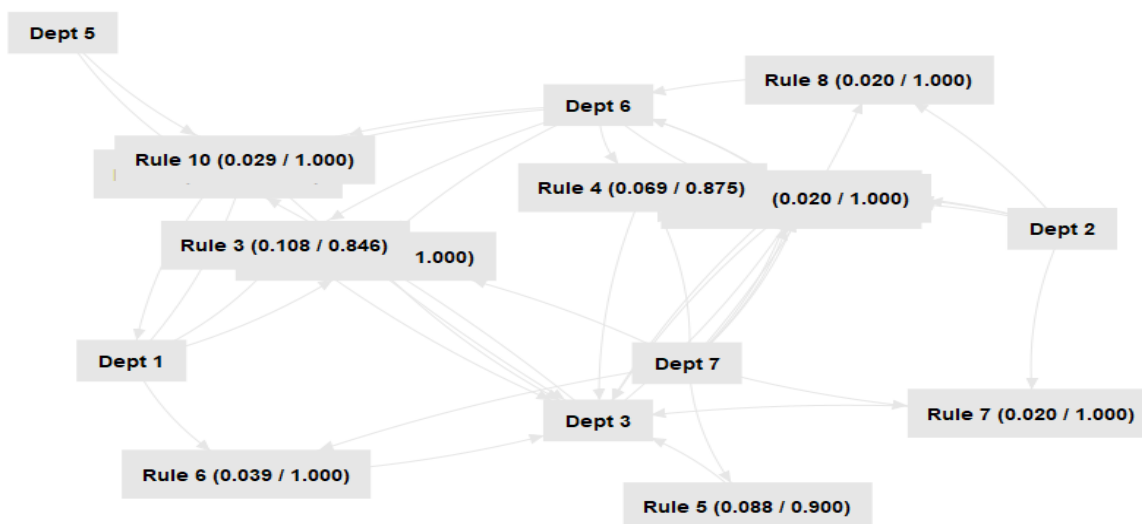 Dept 5
Rule 8 (0.020 / 1.000)
Dept 6
Rule 10 (0.029 / 1.000)
Rule 4 (0.069 / 0.875)
(0.020 / 1.000)
Dept 2
Rule 3 (0.108 / 0.846)
1.000)
Dept 1
Dept 7
Dept 3
Rule 7 (0.020 / 1.000)
Rule 6 (0.039 / 1.000)
Rule 5 (0.088 / 0.900)